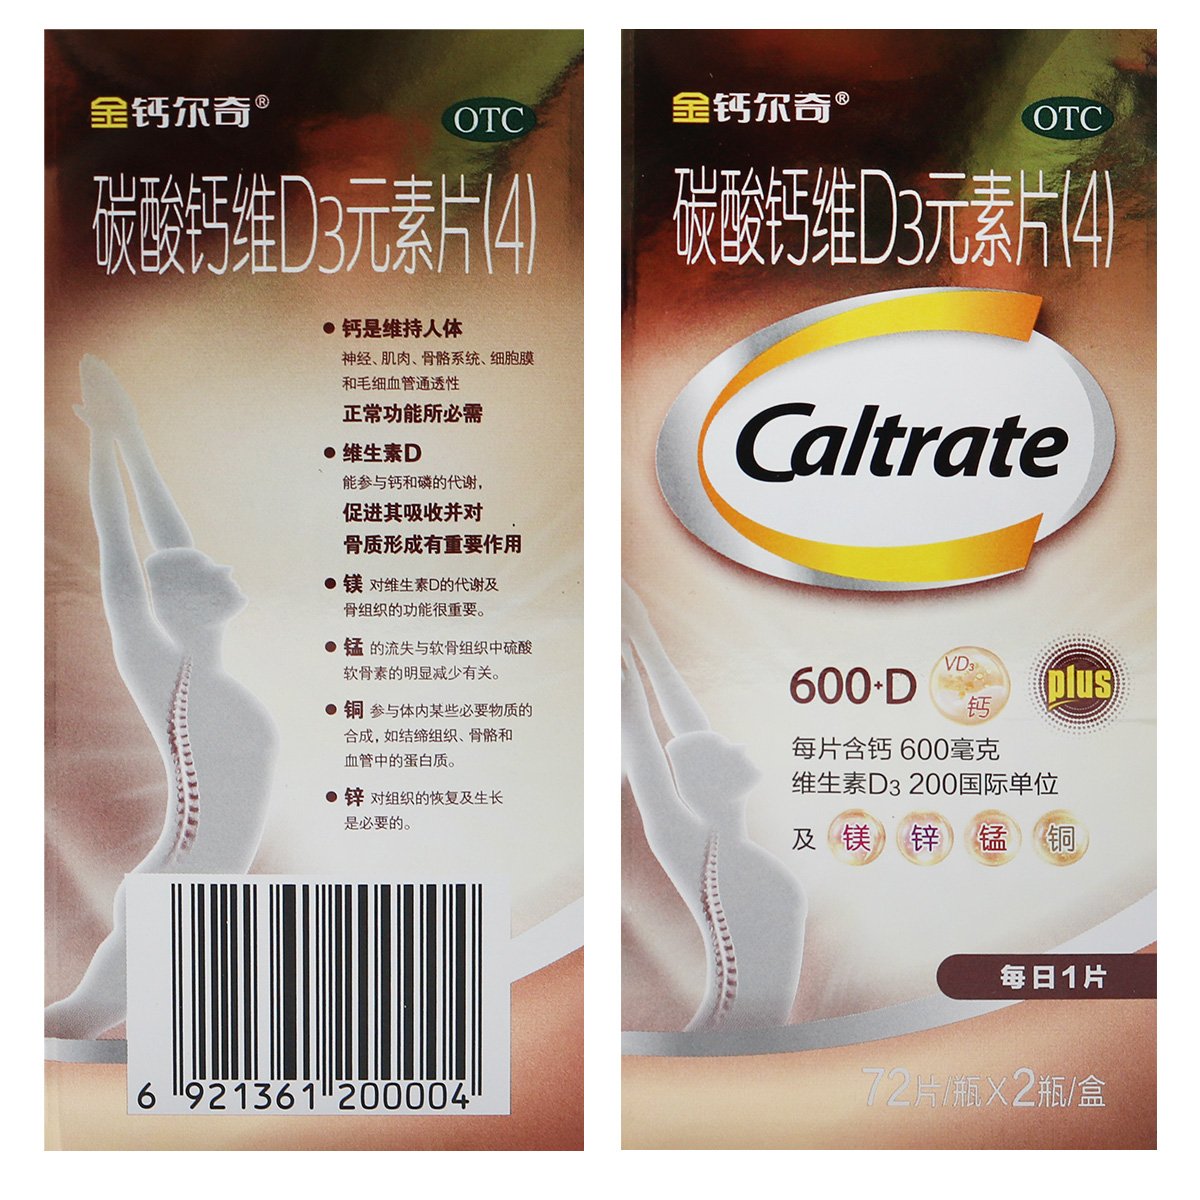 金钙尔奇®
OTC
碳酸钙维D3元素片(4)
● 钙是维持人体
神经、肌肉、骨骼系统、细胞膜
和毛细血管通透性
正常功能所必需
● 维生素D
能参与钙和磷的代谢,
促进其吸收并对
骨质形成有重要作用
● 镁 对维生素D的代谢及
骨组织的功能很重要。
● 锰 的流失与软骨组织中硫酸
软骨素的明显减少有关。
● 铜 参与体内某些必要物质的
合成, 如结缔组织、骨骼和
血管中的蛋白质。
● 锌 对组织的恢复及生长
是必要的。
6 921361 200004
金钙尔奇®
OTC
碳酸钙维D3元素片(4)
Caltrate
600+D VD3 钙 plus
每片含钙 600毫克
维生素D3 200国际单位
及 镁 锌 锰 铜
每日1片
72片/瓶X2瓶/盒